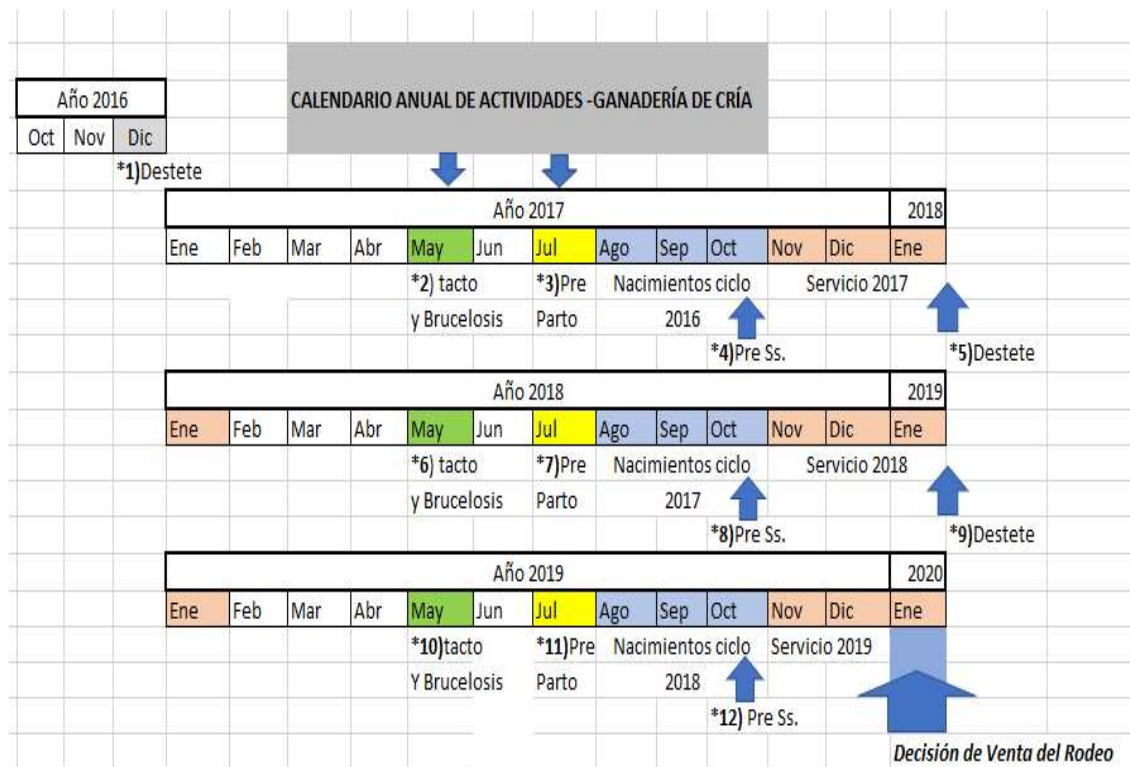 Año 2016
CALENDARIO ANUAL DE ACTIVIDADES -GANADERÍA DE CRÍA
Oct Nov Dic
*1)Destete
Año 2017 2018
Ene Feb Mar Abr May Jun Jul Ago Sep Oct Nov Dic Ene
*2) tacto *3)Pre Nacimientos ciclo Servicio 2017
y Brucelosis Parto 2016
*4)Pre Ss. *5)Destete
Año 2018 2019
Ene Feb Mar Abr May Jun Jul Ago Sep Oct Nov Dic Ene
*6) tacto *7)Pre Nacimientos ciclo Servicio 2018
y Brucelosis Parto 2017
*8)Pre Ss. *9)Destete
Año 2019 2020
Ene Feb Mar Abr May Jun Jul Ago Sep Oct Nov Dic Ene
*10)tacto *11)Pre Nacimientos ciclo Servicio 2019
Y Brucelosis Parto 2018
*12) Pre Ss.
Decisión de Venta del Rodeo